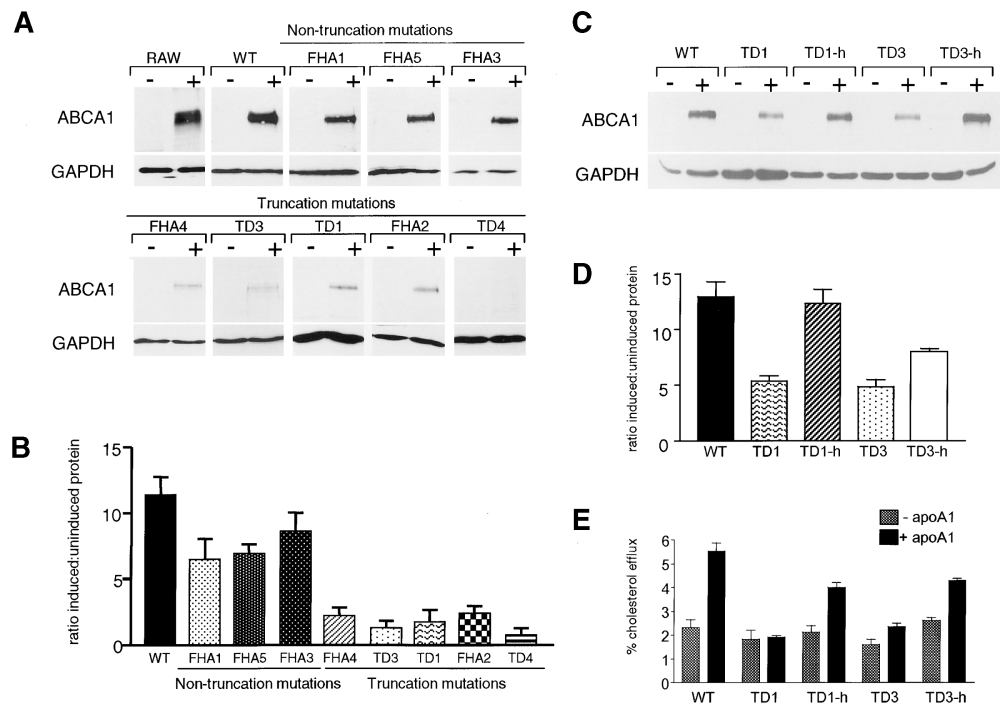 A
Non-truncation mutations
RAW WT FHA1 FHA5 FHA3
- + - + - + - + - +
ABCA1
GAPDH
Truncation mutations
FHA4 TD3 TD1 FHA2 TD4
- + - + - + - + - +
ABCA1
GAPDH
B
ratio induced:uninduced protein
15
10
5
0
WT FHA1 FHA5 FHA3 FHA4 TD3 TD1 FHA2 TD4
Non-truncation mutations Truncation mutations
C
WT TD1 TD1-h TD3 TD3-h
- + - + - + - + - +
ABCA1
GAPDH
D
ratio induced:uninduced protein
15
10
5
0
WT TD1 TD1-h TD3 TD3-h
E
- apoA1
+ apoA1
% cholesterol efflux
6
5
4
3
2
1
0
WT TD1 TD1-h TD3 TD3-h